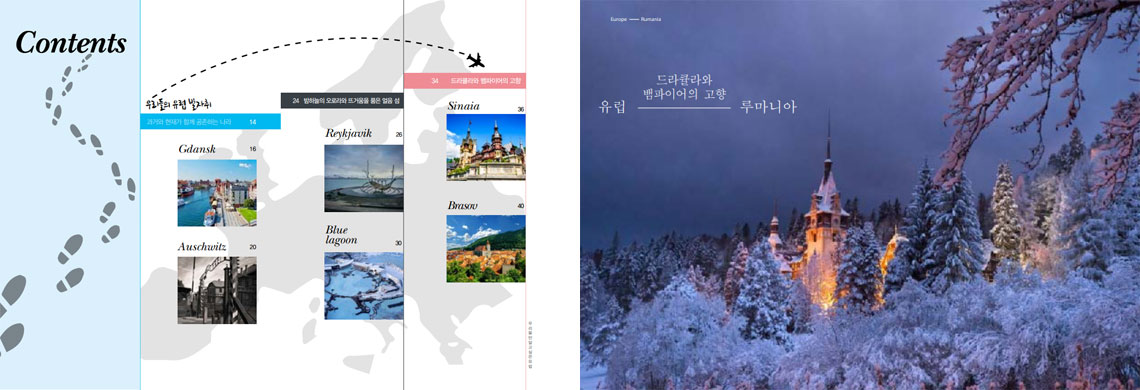 Contents
우리들의 유럽 발자취
과거와 현재가 함께 공존하는 나라 14
Gdansk 16
Auschwitz 20
24 밤하늘의 오로라와 뜨거움을 품은 얼음 섬
Reykjavik 26
Blue
lagoon 30
34 드라큘라와 뱀파이어의 고향
Sinaia 36
Brasov 40
Europe — Rumania
드라큘라와
뱀파이어의 고향
유럽 루마니아